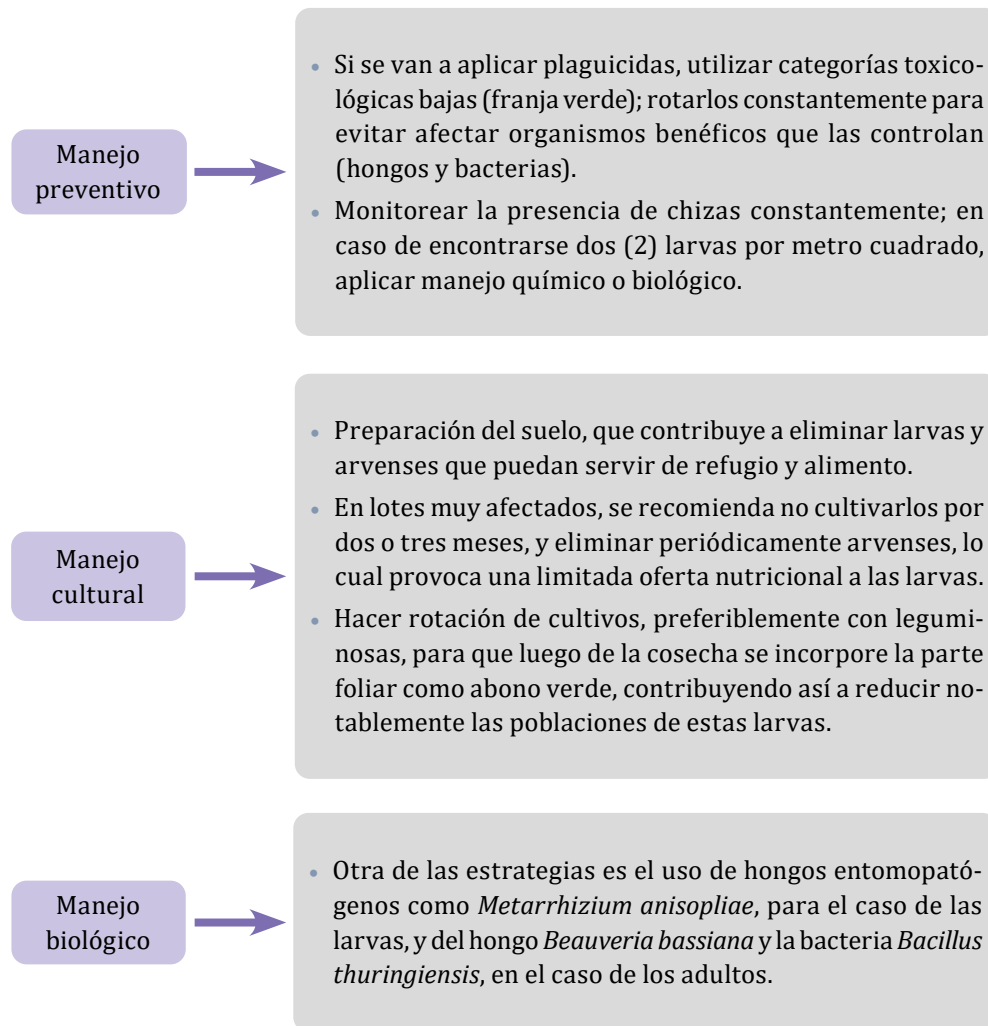 Manejo
preventivo
• Si se van a aplicar plaguicidas, utilizar categorías toxico-
lógicas bajas (franja verde); rotarlos constantemente para
evitar afectar organismos benéficos que las controlan
(hongos y bacterias).
• Monitorear la presencia de chizas constantemente; en
caso de encontrarse dos (2) larvas por metro cuadrado,
aplicar manejo químico o biológico.
Manejo
cultural
• Preparación del suelo, que contribuye a eliminar larvas y
arvenses que puedan servir de refugio y alimento.
• En lotes muy afectados, se recomienda no cultivarlos por
dos o tres meses, y eliminar periódicamente arvenses, lo
cual provoca una limitada oferta nutricional a las larvas.
• Hacer rotación de cultivos, preferiblemente con legumi-
nosas, para que luego de la cosecha se incorpore la parte
foliar como abono verde, contribuyendo así a reducir no-
tablemente las poblaciones de estas larvas.
Manejo
biológico
• Otra de las estrategias es el uso de hongos entomopató-
genos como Metarrhizium anisopliae, para el caso de las
larvas, y del hongo Beauveria bassiana y la bacteria Bacillus
thuringiensis, en el caso de los adultos.